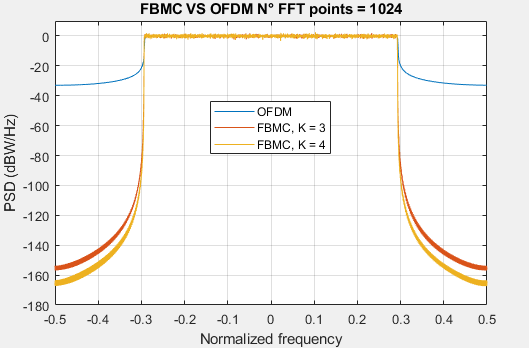 FBMC VS OFDM N° FFT points = 1024
PSD (dBW/Hz)
0
-20
-40
-60
-80
-100
-120
-140
-160
-180
OFDM
FBMC, K = 3
FBMC, K = 4
-0.5 -0.4 -0.3 -0.2 -0.1 0 0.1 0.2 0.3 0.4 0.5
Normalized frequency